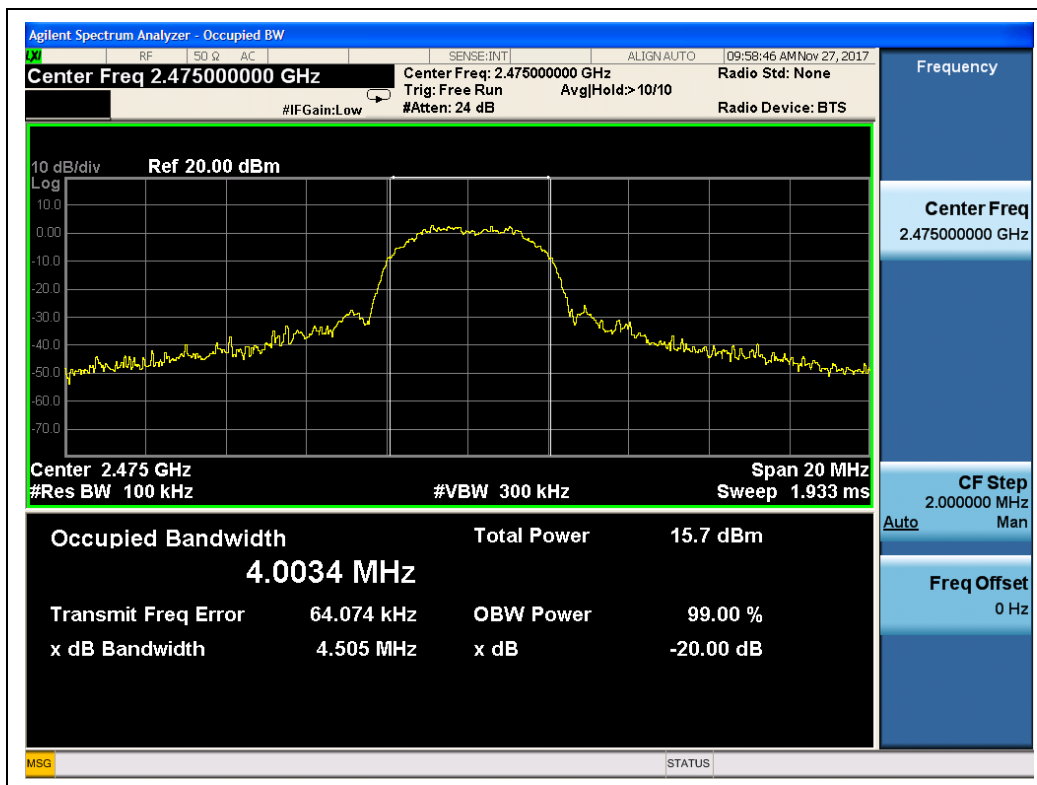 Agilent Spectrum Analyzer - Occupied BW
LXI RF 50 Ω AC SENSE:INT ALIGN AUTO 09:58:46 AM Nov 27, 2017
Center Freq 2.475000000 GHz
Center Freq: 2.475000000 GHz
Radio Std: None
Trig: Free Run Avg|Hold:>10/10
#IFGain:Low #Atten: 24 dB Radio Device: BTS
10 dB/div Ref 20.00 dBm
Log
10.0
0.00
-10.0
-20.0
-30.0
-40.0
-50.0
-60.0
-70.0
Center 2.475 GHz Span 20 MHz
#Res BW 100 kHz #VBW 300 kHz Sweep 1.933 ms
Occupied Bandwidth Total Power 15.7 dBm
4.0034 MHz
Transmit Freq Error 64.074 kHz OBW Power 99.00 %
x dB Bandwidth 4.505 MHz x dB -20.00 dB
Frequency
Center Freq
2.475000000 GHz
CF Step
2.000000 MHz
Auto Man
Freq Offset
0 Hz
MSG STATUS